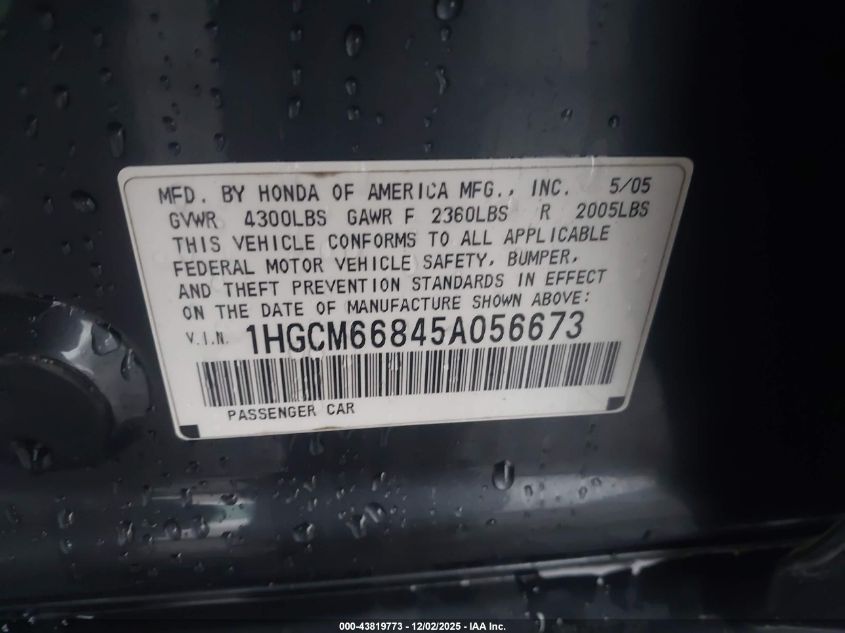 MFD. BY HONDA OF AMERICA MFG., INC. 5/05
GVWR 4300LBS GAWR F 2360LBS R 2005LBS
THIS VEHICLE CONFORMS TO ALL APPLICABLE
FEDERAL MOTOR VEHICLE SAFETY, BUMPER,
AND THEFT PREVENTION STANDARDS IN EFFECT
ON THE DATE OF MANUFACTURE SHOWN ABOVE:
V.I.N. 1HGCM66845A056673
PASSENGER CAR
000-43819773 - 12/02/2025 - IAA Inc.